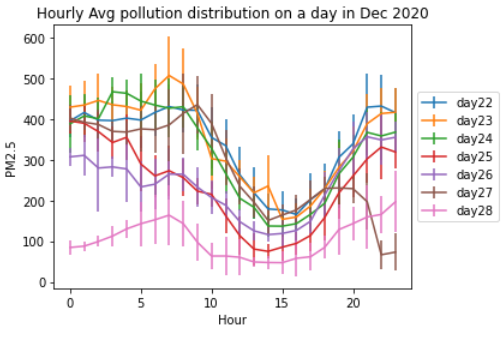 Hourly Avg pollution distribution on a day in Dec 2020
600
500
400
300
200
100
0
PM2.5
0
5
10
15
20
Hour
day22
day23
day24
day25
day26
day27
day28